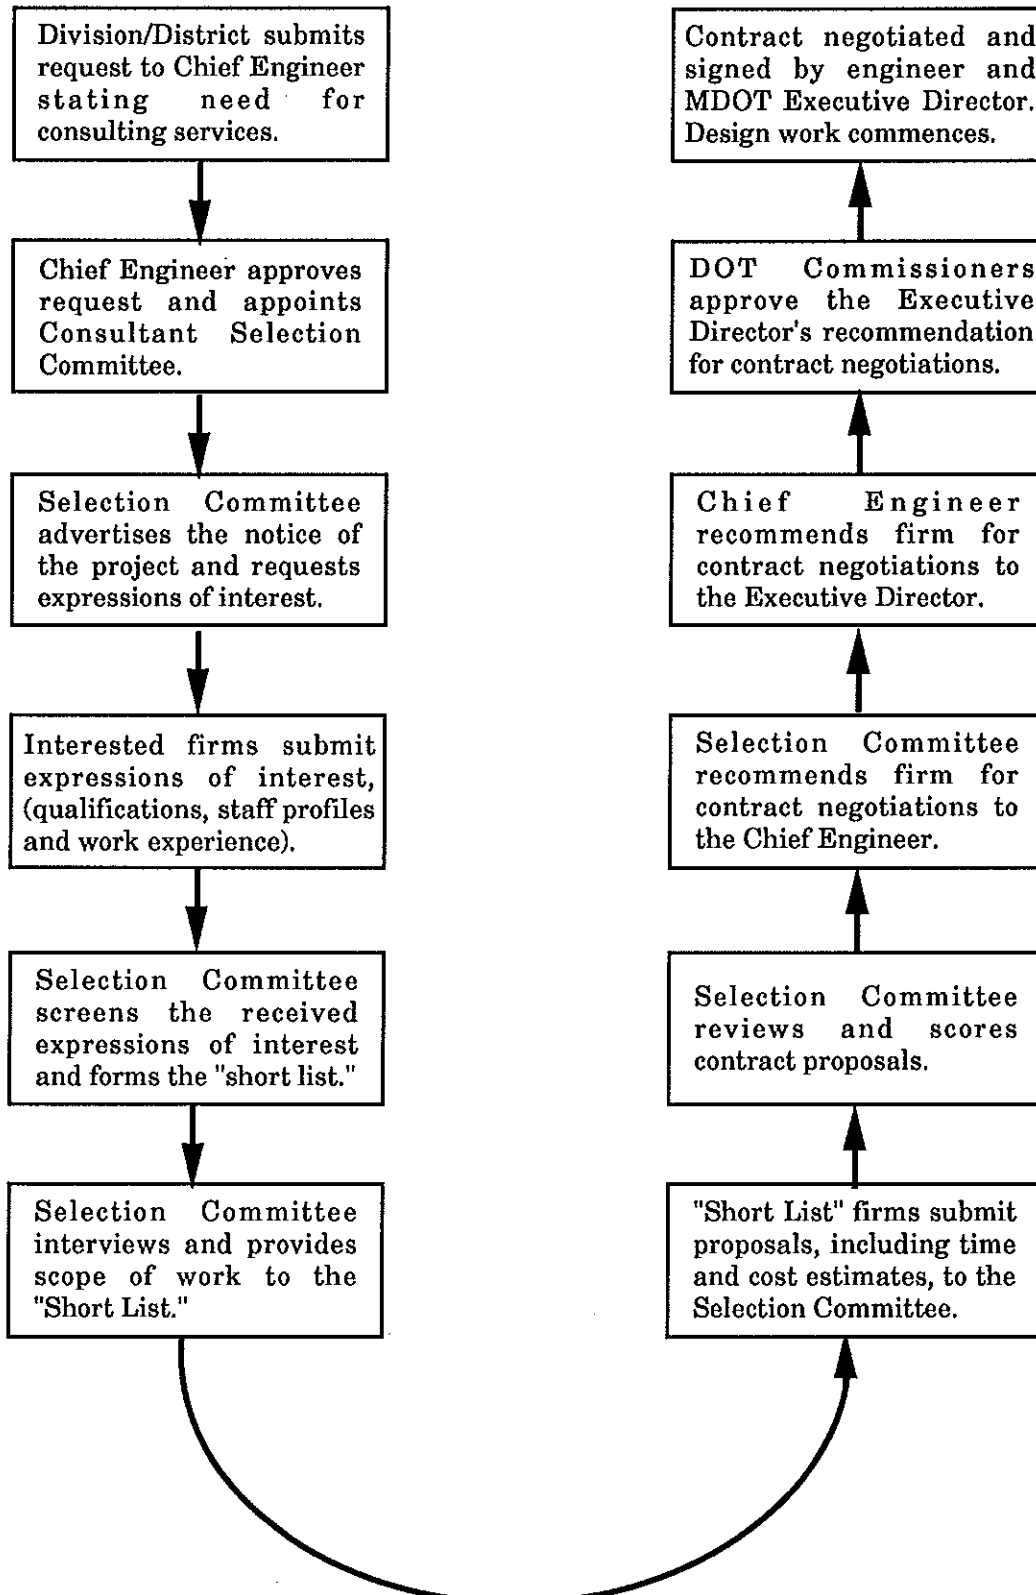 Division/District submits
request to Chief Engineer
stating need for
consulting services.
Chief Engineer approves
request and appoints
Consultant Selection
Committee.
Selection Committee
advertises the notice of
the project and requests
expressions of interest.
Interested firms submit
expressions of interest,
(qualifications, staff profiles
and work experience).
Selection Committee
screens the received
expressions of interest
and forms the "short list."
Selection Committee
interviews and provides
scope of work to the
"Short List."
"Short List" firms submit
proposals, including time
and cost estimates, to the
Selection Committee.
Selection Committee
reviews and scores
contract proposals.
Selection Committee
recommends firm for
contract negotiations to
the Chief Engineer.
Chief Engineer
recommends firm for
contract negotiations to
the Executive Director.
DOT Commissioners
approve the Executive
Director's recommendation
for contract negotiations.
Contract negotiated and
signed by engineer and
MDOT Executive Director.
Design work commences.